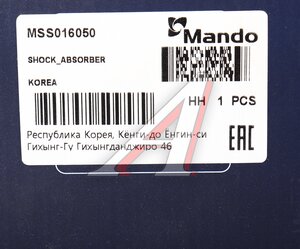 MSS016050
Mando
SHOCK_ABSORBER
KOREA
HH 1 PCS
Республика Корея, Кенги-до Енгин-си
Гихынг-Гу Гихынгданджиро 46
EAC